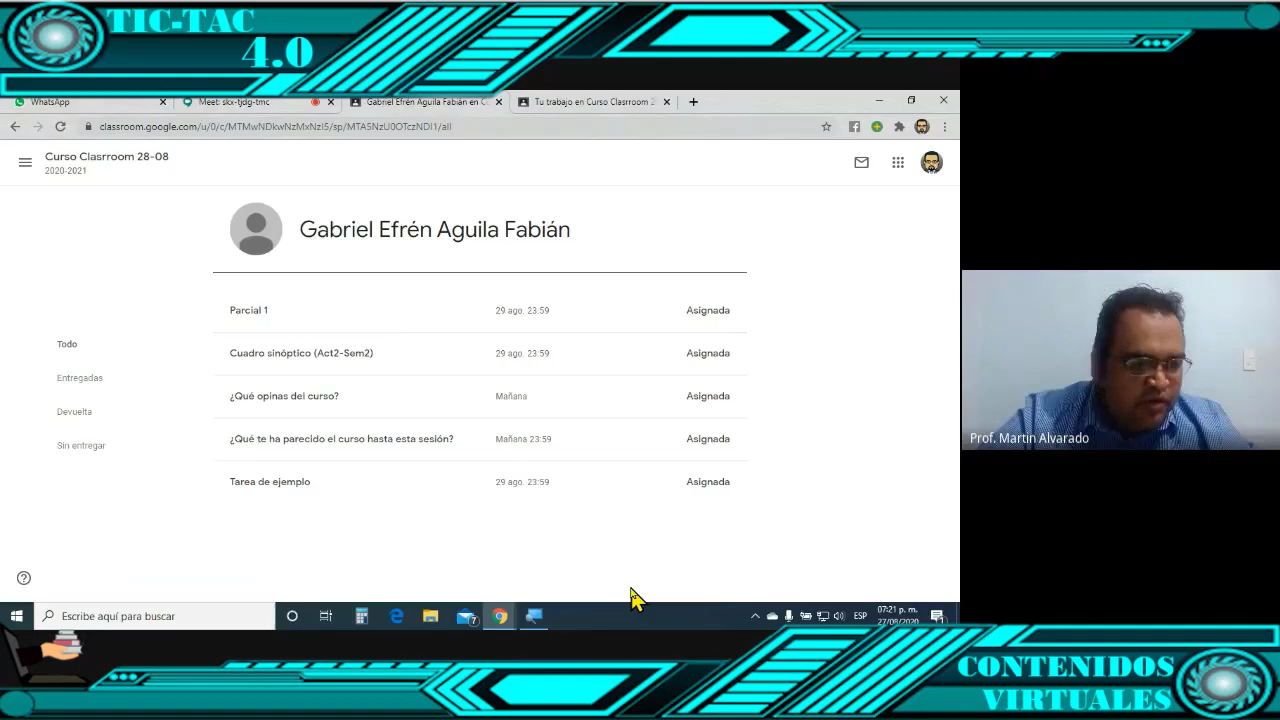 TIC-TAC
4.0
WhatsApp
Meet: skx-tjdg-tmc
Gabriel Efrén Aguila Fabián en C
Tu trabajo en Curso Clasrroom 2
classroom.google.com/u/0/c/MTMwNDkwNzMxNzI5/sp/MTA5NzU0OTczNDI1/all
Curso Clasrroom 28-08
2020-2021
Gabriel Efrén Aguila Fabián
Parcial 1 29 ago. 23:59 Asignada
Todo
Cuadro sinóptico (Act2-Sem2) 29 ago. 23:59 Asignada
Entregadas
¿Qué opinas del curso? Mañana Asignada
Devuelta
¿Qué te ha parecido el curso hasta esta sesión? Mañana 23:59 Asignada
Sin entregar
Tarea de ejemplo 29 ago. 23:59 Asignada
Prof. Martin Alvarado
Escribe aquí para buscar
7
ESP
07:21 p. m.
27/08/2020
CONTENIDOS
VIRTUALES